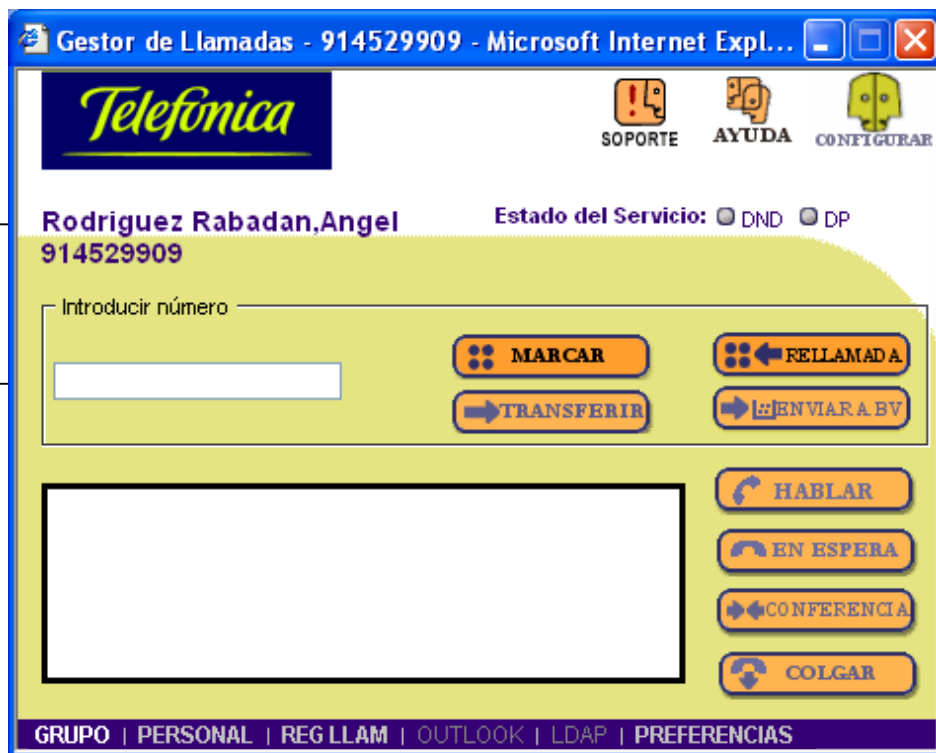 Gestor de Llamadas - 914529909 - Microsoft Internet Expl...
Telefónica
SOPORTE AYUDA CONFIGURAR
Rodriguez Rabadan,Angel
914529909
Estado del Servicio: DND DP
Introducir número
MARCAR RELLAMADA
TRANSFERIR ENVIAR A BV
HABLAR
EN ESPERA
CONFERENCIA
COLGAR
GRUPO | PERSONAL | REG LLAM | OUTLOOK | LDAP | PREFERENCIAS